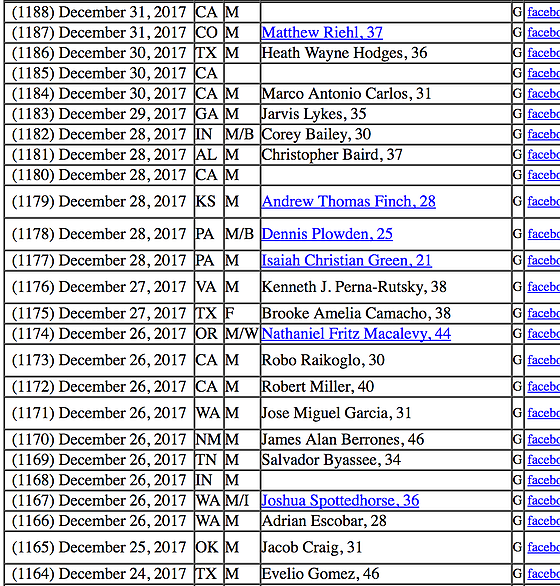 (1188) December 31, 2017 CA M G facebo
(1187) December 31, 2017 CO M Matthew Riehl, 37 G facebo
(1186) December 30, 2017 TX M Heath Wayne Hodges, 36 G facebo
(1185) December 30, 2017 CA G facebo
(1184) December 30, 2017 CA M Marco Antonio Carlos, 31 G facebo
(1183) December 29, 2017 GA M Jarvis Lykes, 35 G facebo
(1182) December 28, 2017 IN M/B Corey Bailey, 30 G facebo
(1181) December 28, 2017 AL M Christopher Baird, 37 G facebo
(1180) December 28, 2017 CA M G facebo
(1179) December 28, 2017 KS M Andrew Thomas Finch, 28 G facebo
(1178) December 28, 2017 PA M/B Dennis Plowden, 25 G facebo
(1177) December 28, 2017 PA M Isaiah Christian Green, 21 G facebo
(1176) December 27, 2017 VA M Kenneth J. Perna-Rutsky, 38 G facebo
(1175) December 27, 2017 TX F Brooke Amelia Camacho, 38 G facebo
(1174) December 26, 2017 OR M/W Nathaniel Fritz Macalevy, 44 G facebo
(1173) December 26, 2017 CA M Robo Raikoglo, 30 G facebo
(1172) December 26, 2017 CA M Robert Miller, 40 G facebo
(1171) December 26, 2017 WA M Jose Miguel Garcia, 31 G facebo
(1170) December 26, 2017 NM M James Alan Berrones, 46 G facebo
(1169) December 26, 2017 TN M Salvador Byassee, 34 G facebo
(1168) December 26, 2017 IN M G facebo
(1167) December 26, 2017 WA M/I Joshua Spottedhorse, 36 G facebo
(1166) December 26, 2017 WA M Adrian Escobar, 28 G facebo
(1165) December 25, 2017 OK M Jacob Craig, 31 G facebo
(1164) December 24, 2017 TX M Evelio Gomez, 46 G facebo